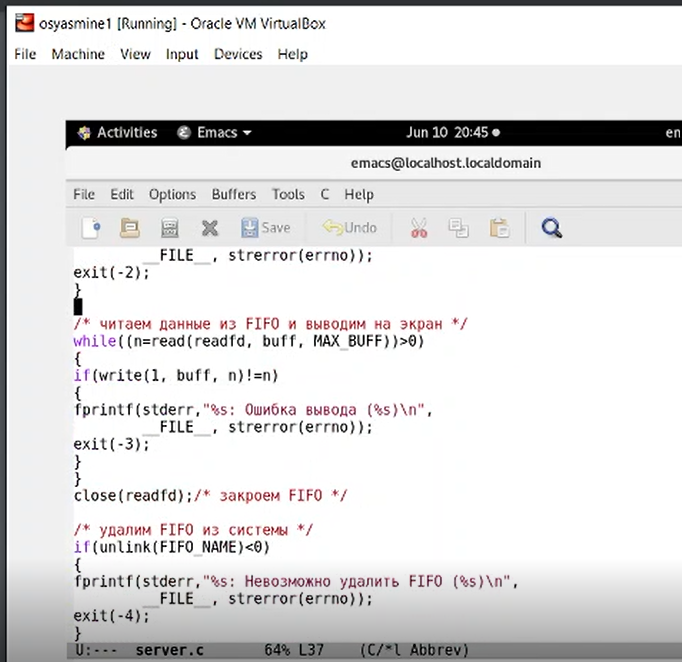 osyasmine1 [Running] - Oracle VM VirtualBox
File Machine View Input Devices Help
Activities Emacs Jun 10 20:45 en
emacs@localhost.localdomain
File Edit Options Buffers Tools C Help
Save Undo
__FILE__, strerror(errno));
exit(-2);
}
/* читаем данные из FIFO и выводим на экран */
while((n=read(readfd, buff, MAX_BUFF))>0)
{
if(write(1, buff, n)!=n)
{
fprintf(stderr,"%s: Ошибка вывода (%s)\n",
__FILE__, strerror(errno));
exit(-3);
}
}
close(readfd);/* закроем FIFO */
/* удалим FIFO из системы */
if(unlink(FIFO_NAME)<0)
{
fprintf(stderr,"%s: Невозможно удалить FIFO (%s)\n",
__FILE__, strerror(errno));
exit(-4);
}
U:--- server.c 64% L37 (C/*l Abbrev)